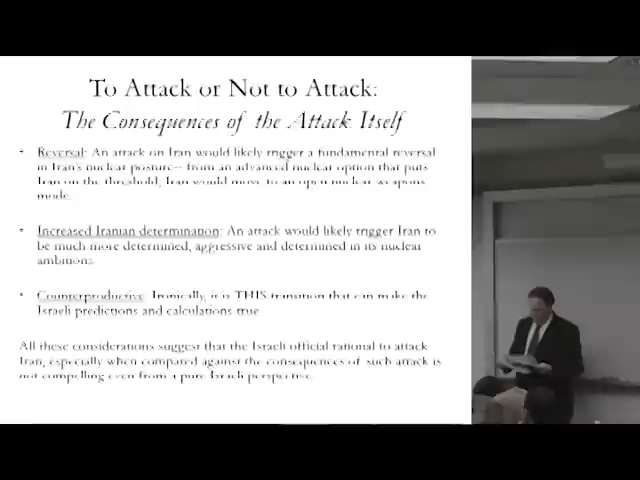 To Attack or Not to Attack:
The Consequences of the Attack Itself
• Reversal: An attack on Iran would likely trigger a fundamental reversal
in Iran's nuclear posture-- from an advanced nuclear option that puts
Iran on the threshold, Iran would move to an open nuclear weapons
mode.
• Increased Iranian determination: An attack would likely trigger Iran to
be much more determined, aggressive and determined in its nuclear
ambitions.
• Counterproductive: Ironically, it is THIS transition that can make the
Israeli predictions and calculations true
All these considerations suggest that the Israeli official rational to attack
Iran, especially when compared against the consequences of such attack is
not compelling even from a pure Israeli perspective.